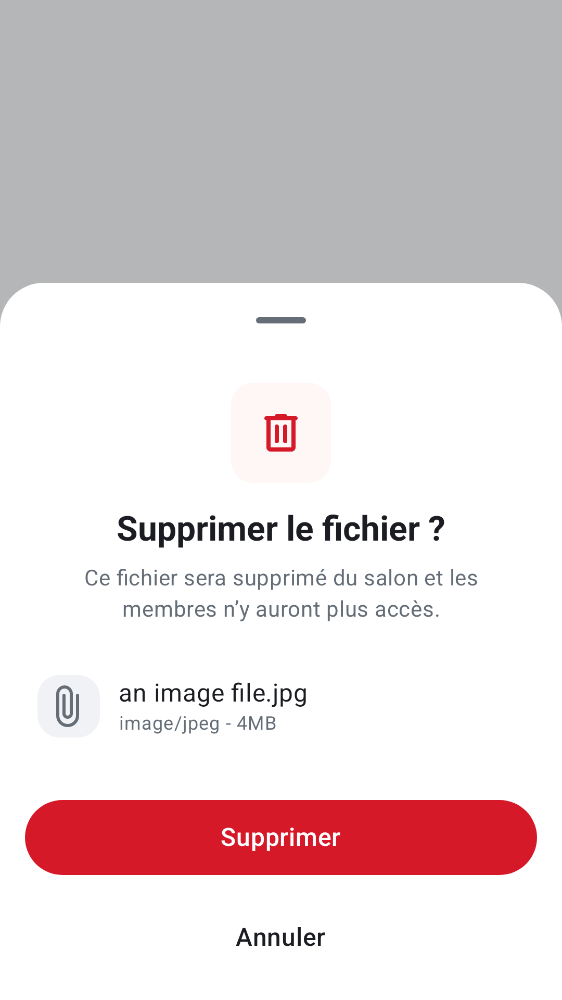 Supprimer le fichier ?
Ce fichier sera supprimé du salon et les
membres n’y auront plus accès.
an image file.jpg
image/jpeg - 4MB
Supprimer
Annuler